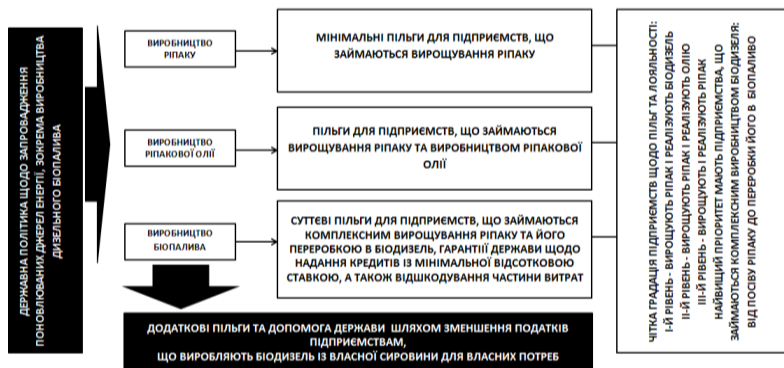 ДЕРЖАВНА ПОЛІТИКА ЩОДО ЗАПРОВАДЖЕННЯ
ПОНОВЛЮВАНИХ ДЖЕРЕЛ ЕНЕРГІЇ, ЗОКРЕМА ВИРОБНИЦТВА
ДИЗЕЛЬНОГО БІОПАЛИВА
ВИРОБНИЦТВО
РІПАКУ
МІНІМАЛЬНІ ПІЛЬГИ ДЛЯ ПІДПРИЄМСТВ, ЩО
ЗАЙМАЮТЬСЯ ВИРОЩУВАННЯ РІПАКУ
ВИРОБНИЦТВО
РІПАКОВОЇ ОЛІЇ
ПІЛЬГИ ДЛЯ ПІДПРИЄМСТВ, ЩО ЗАЙМАЮТЬСЯ
ВИРОЩУВАННЯ РІПАКУ ТА ВИРОБНИЦТВОМ РІПАКОВОЇ
ОЛІЇ
ВИРОБНИЦТВО
БІОПАЛИВА
СУТТЄВІ ПІЛЬГИ ДЛЯ ПІДПРИЄМСТВ, ЩО ЗАЙМАЮТЬСЯ
КОМПЛЕКСНИМ ВИРОЩУВАННЯ РІПАКУ ТА ЙОГО
ПЕРЕРОБКОЮ В БІОДИЗЕЛЬ, ГАРАНТІЇ ДЕРЖАВИ ЩОДО
НАДАННЯ КРЕДИТІВ ІЗ МІНІМАЛЬНОЇ ВІДСОТКОВОЮ
СТАВКОЮ, А ТАКОЖ ВІДШКОДУВАННЯ ЧАСТИНИ ВИТРАТ
ДОДАТКОВІ ПІЛЬГИ ТА ДОПОМОГА ДЕРЖАВИ ШЛЯХОМ ЗМЕНШЕННЯ ПОДАТКІВ
ПІДПРИЄМСТВАМ,
ЩО ВИРОБЛЯЮТЬ БІОДИЗЕЛЬ ІЗ ВЛАСНОЇ СИРОВИНИ ДЛЯ ВЛАСНИХ ПОТРЕБ
ЧІТКА ГРАДАЦІЯ ПІДПРИЄМСТВ ЩОДО ПІЛЬГ ТА ЛОЯЛЬНОСТІ:
І-Й РІВЕНЬ - ВИРОЩУЮТЬ РІПАК І РЕАЛІЗУЮТЬ БІОДИЗЕЛЬ
ІІ-Й РІВЕНЬ - ВИРОЩУЮТЬ РІПАК І РЕАЛІЗУЮТЬ ОЛІЮ
ІІІ-Й РІВЕНЬ - ВИРОЩУЮТЬ І РЕАЛІЗУЮТЬ РІПАК
НАЙВИЩИЙ ПРІОРИТЕТ МАЮТЬ ПІДПРИЄМСТВА, ЩО
ЗАЙМАЮТЬСЯ КОМПЛЕКСНИМ ВИРОБНИЦТВОМ БІОДИЗЕЛЯ:
ВІД ПОСІВУ РІПАКУ ДО ПЕРЕРОБКИ ЙОГО В БІОПАЛИВО